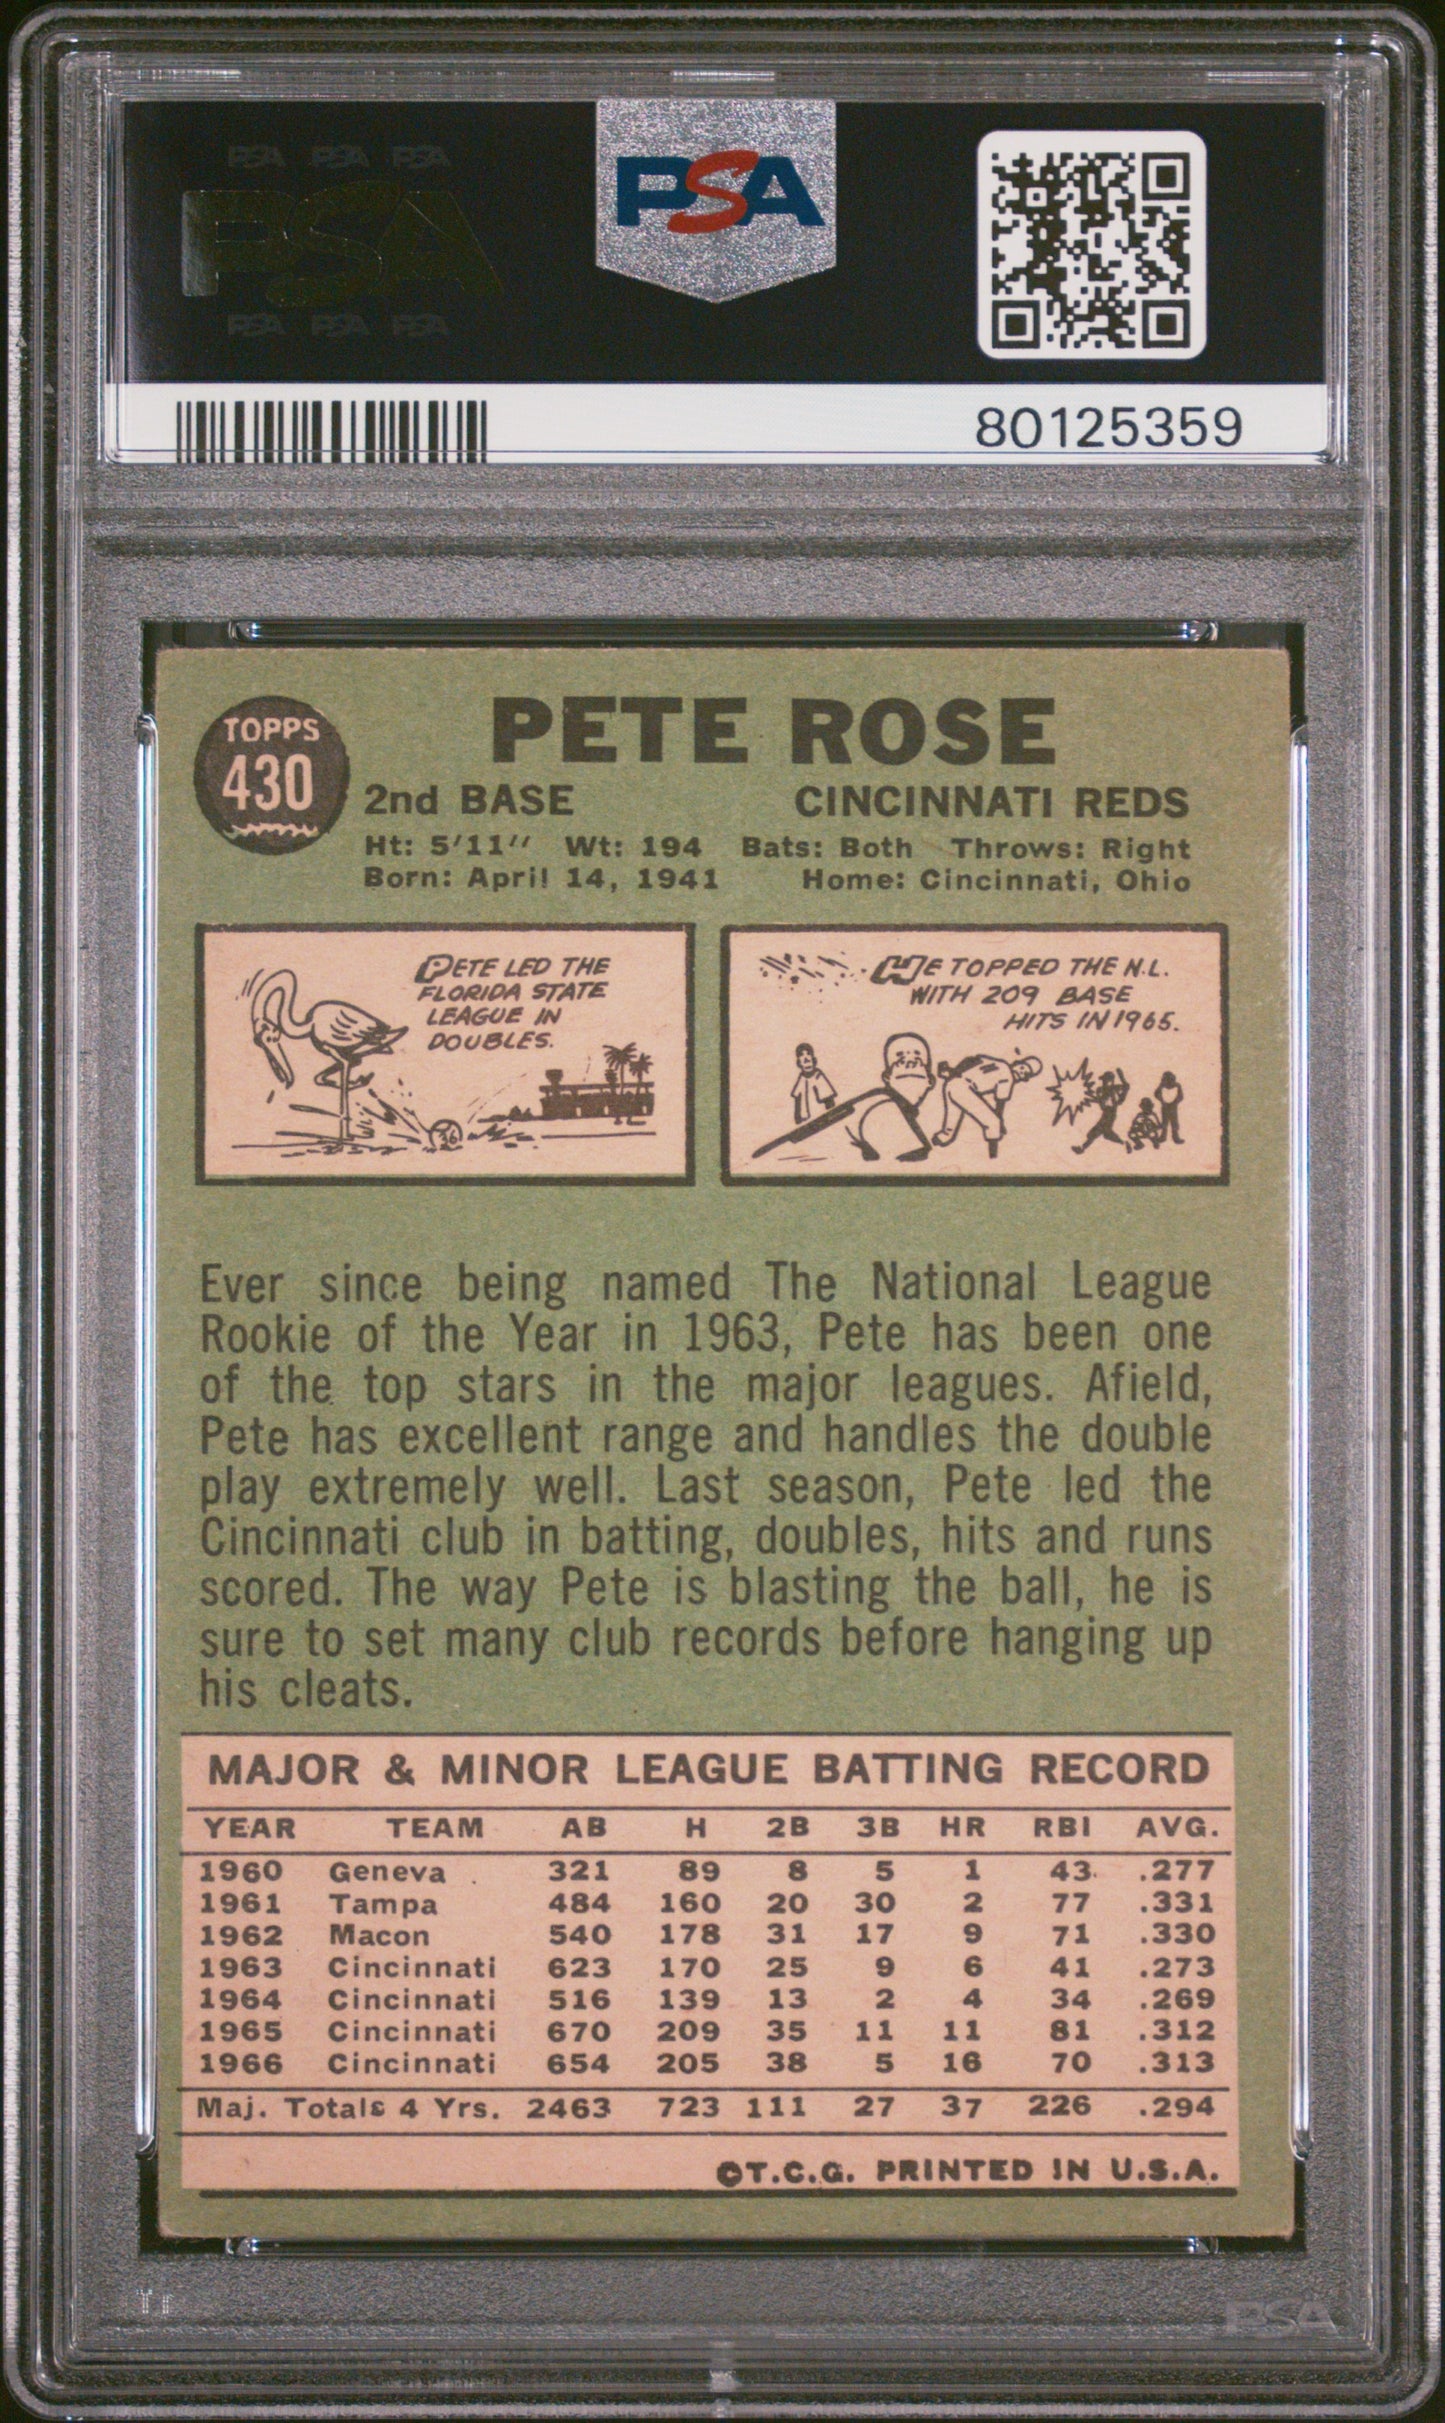 PSA PSA PSA
PSA
PSA PSA PSA
PSA
80125359
TOPPS
430
PETE ROSE
2nd BASE CINCINNATI REDS
Ht: 5'11" Wt: 194 Bats: Both Throws: Right
Born: April 14, 1941 Home: Cincinnati, Ohio
PETE LED THE
FLORIDA STATE
LEAGUE IN
DOUBLES.
36
HE TOPPED THE N.L.
WITH 209 BASE
HITS IN 1965.
Ever since being named The National League
Rookie of the Year in 1963, Pete has been one
of the top stars in the major leagues. Afield,
Pete has excellent range and handles the double
play extremely well. Last season, Pete led the
Cincinnati club in batting, doubles, hits and runs
scored. The way Pete is blasting the ball, he is
sure to set many club records before hanging up
his cleats.
MAJOR & MINOR LEAGUE BATTING RECORD
YEAR TEAM AB H 2B 3B HR RBI AVG.
1960 Geneva 321 89 8 5 1 43 .277
1961 Tampa 484 160 20 30 2 77 .331
1962 Macon 540 178 31 17 9 71 .330
1963 Cincinnati 623 170 25 9 6 41 .273
1964 Cincinnati 516 139 13 2 4 34 .269
1965 Cincinnati 670 209 35 11 11 81 .312
1966 Cincinnati 654 205 38 5 16 70 .313
Maj. Totals 4 Yrs. 2463 723 111 27 37 226 .294
©T.C.G. PRINTED IN U.S.A.
PSA